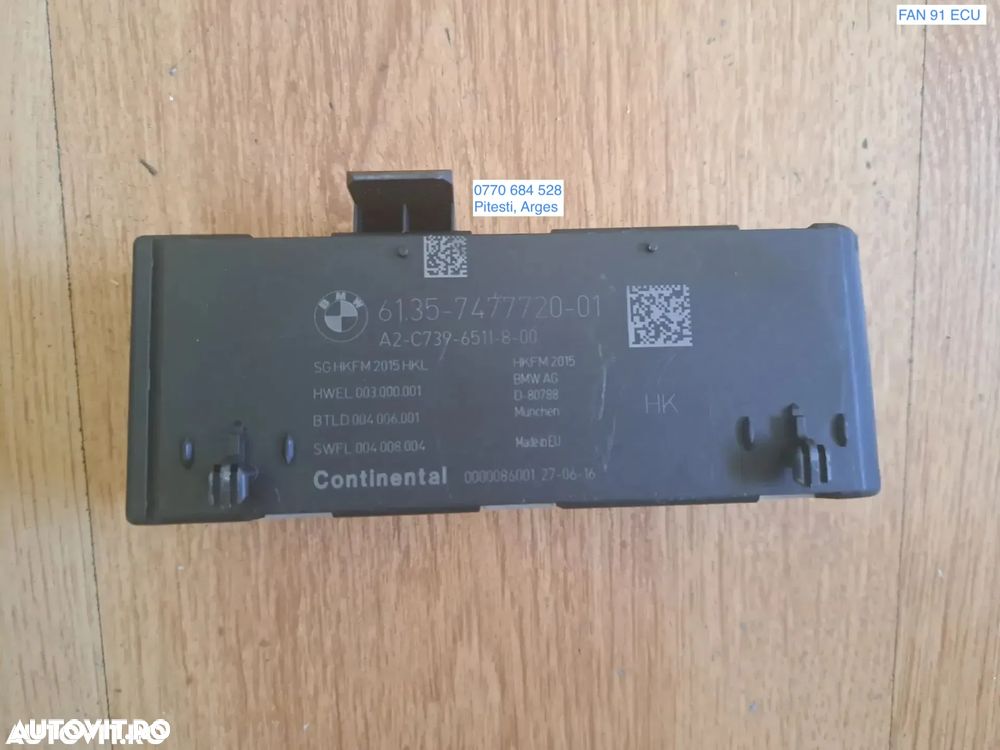 FAN 91 ECU
0770 684 528
Pitesti, Arges
BMW
61.35-7477720-01
A2-C739-6511-8-00
SG HKFM 2015 HKL
HWEL 003.000.001
BTLD 004.006.001
SWFL 004.008.004
HKFM 2015
BMW AG
D-80788
Munchen
Made in EU
HK
Continental 0000086001 27-06-16
AUTOVIT.RO